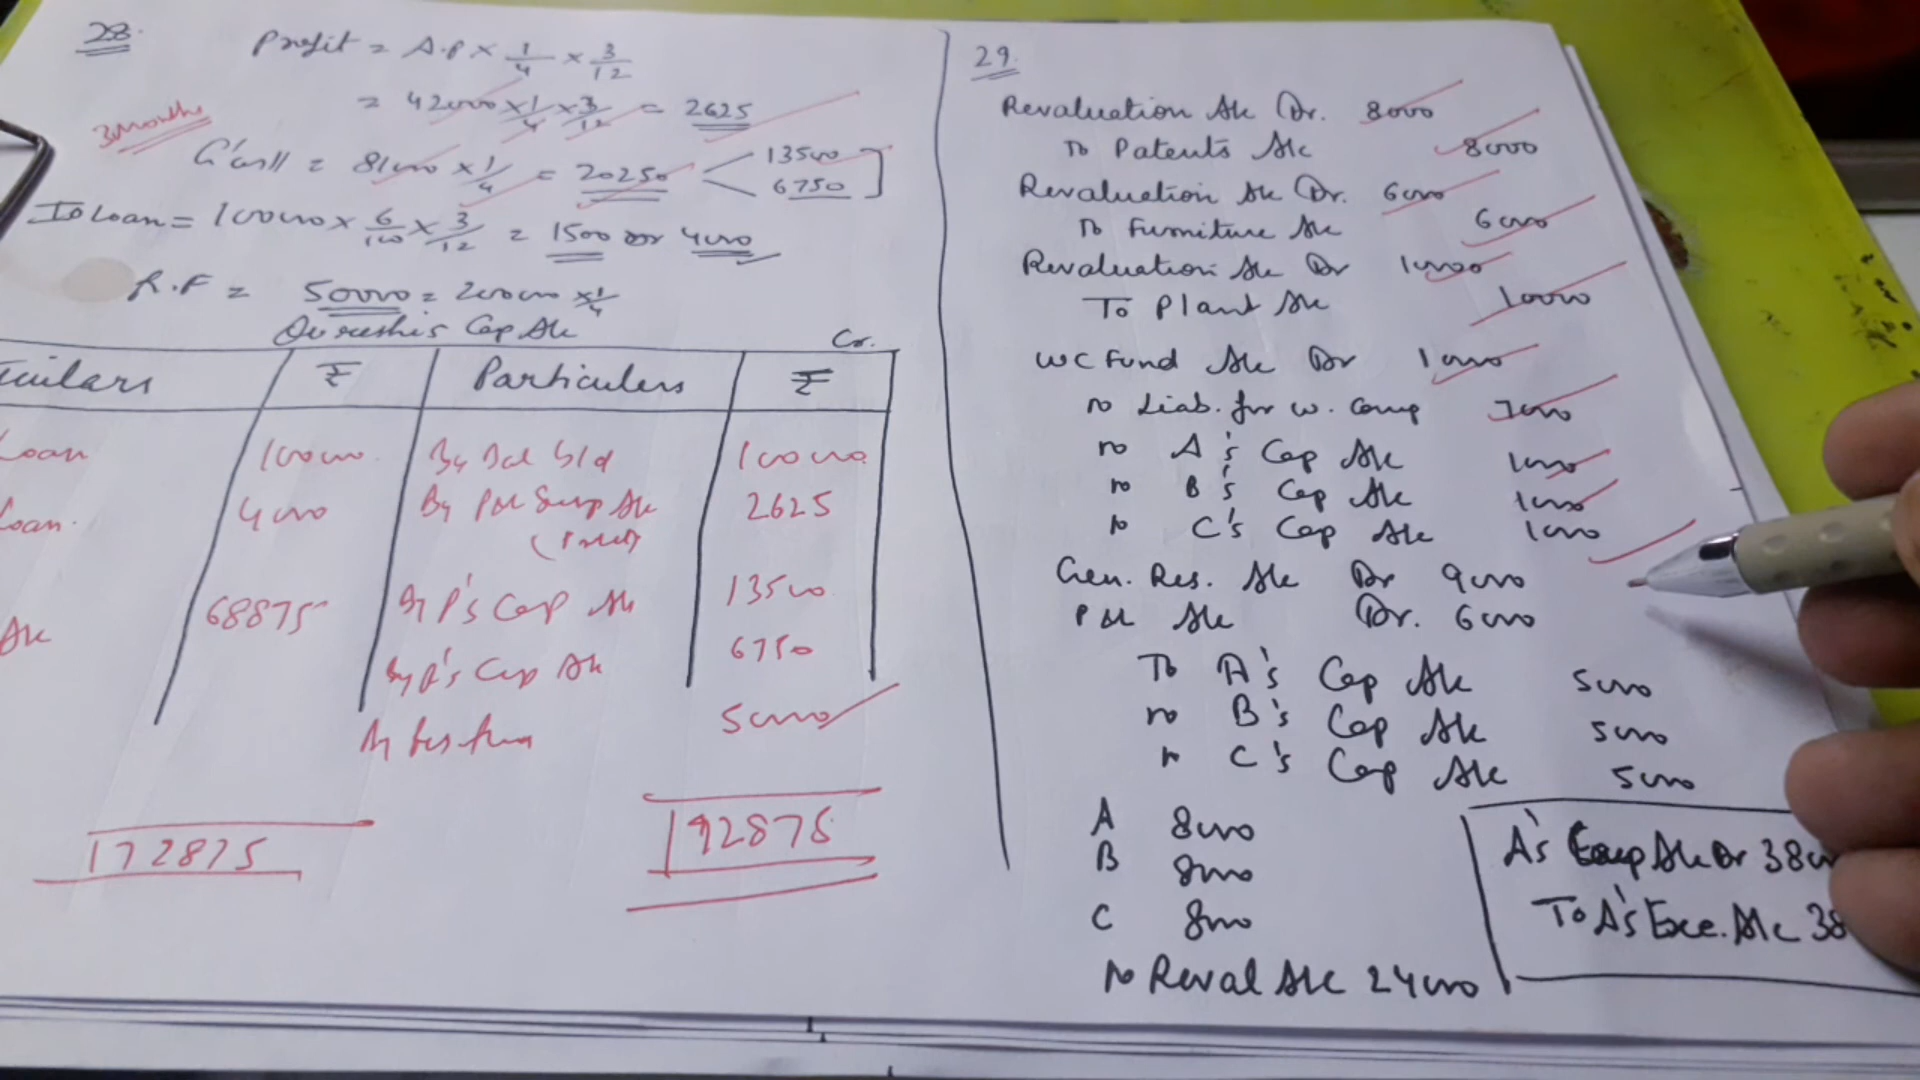 28.
Profit = A.P × 1/4 × 3/12
= 42000 × 1/4 × 3/12 = 2625
3 Months
G'will = 81000 × 1/4 = 20250 < 13500
6750
Io Loan = 100000 × 6/100 × 3/12 = 1500 or 4000
R.F = 50000 = 200000 × 1/4
Cap A/c
Cr.
iculars ₹ Particulars ₹
Loan 100000 By Bal b/d 100000
Loan. 4000 By P&L Susp A/c 2625
A/c 68875 By P's Cap A/c 13500
By A's Cap A/c 6750
By Res fun 50000
172875 192875
29.
Revaluation A/c Dr. 8000
To Patents A/c 8000
Revaluation A/c Dr. 6000
To Furniture A/c 6000
Revaluation A/c Dr 10000
To Plant A/c 10000
WC Fund A/c Dr 10000
To Liab. for w. Comp 7000
To A's Cap A/c 1000
To B's Cap A/c 1000
To C's Cap A/c 1000
Gen. Res. A/c Dr 9000
P&L A/c Dr. 6000
To A's Cap A/c 5000
To B's Cap A/c 5000
To C's Cap A/c 5000
A 8000
B 8000
C 8000
To Reval A/c 24000
A's Cap A/c Dr 38
To A's Exe. A/c 38